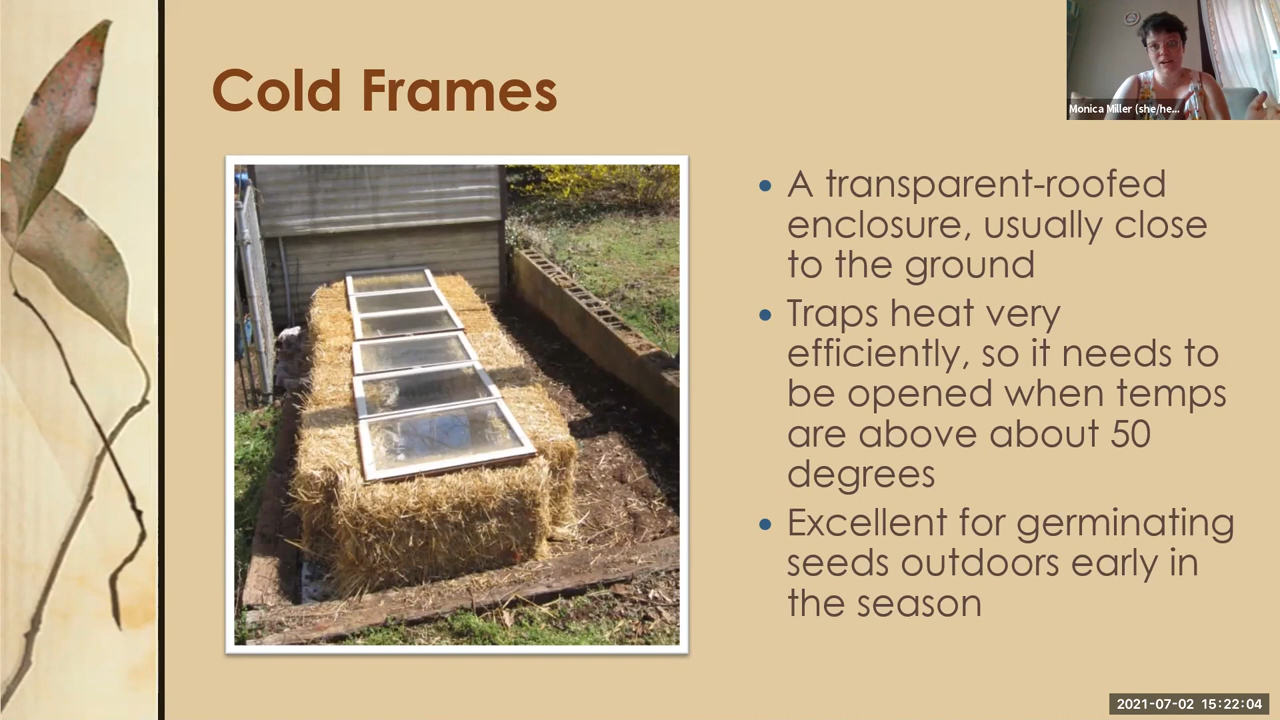 Cold Frames
Monica Miller (she/he...
• A transparent-roofed
enclosure, usually close
to the ground
• Traps heat very
efficiently, so it needs to
be opened when temps
are above about 50
degrees
• Excellent for germinating
seeds outdoors early in
the season
2021-07-02 15:22:04